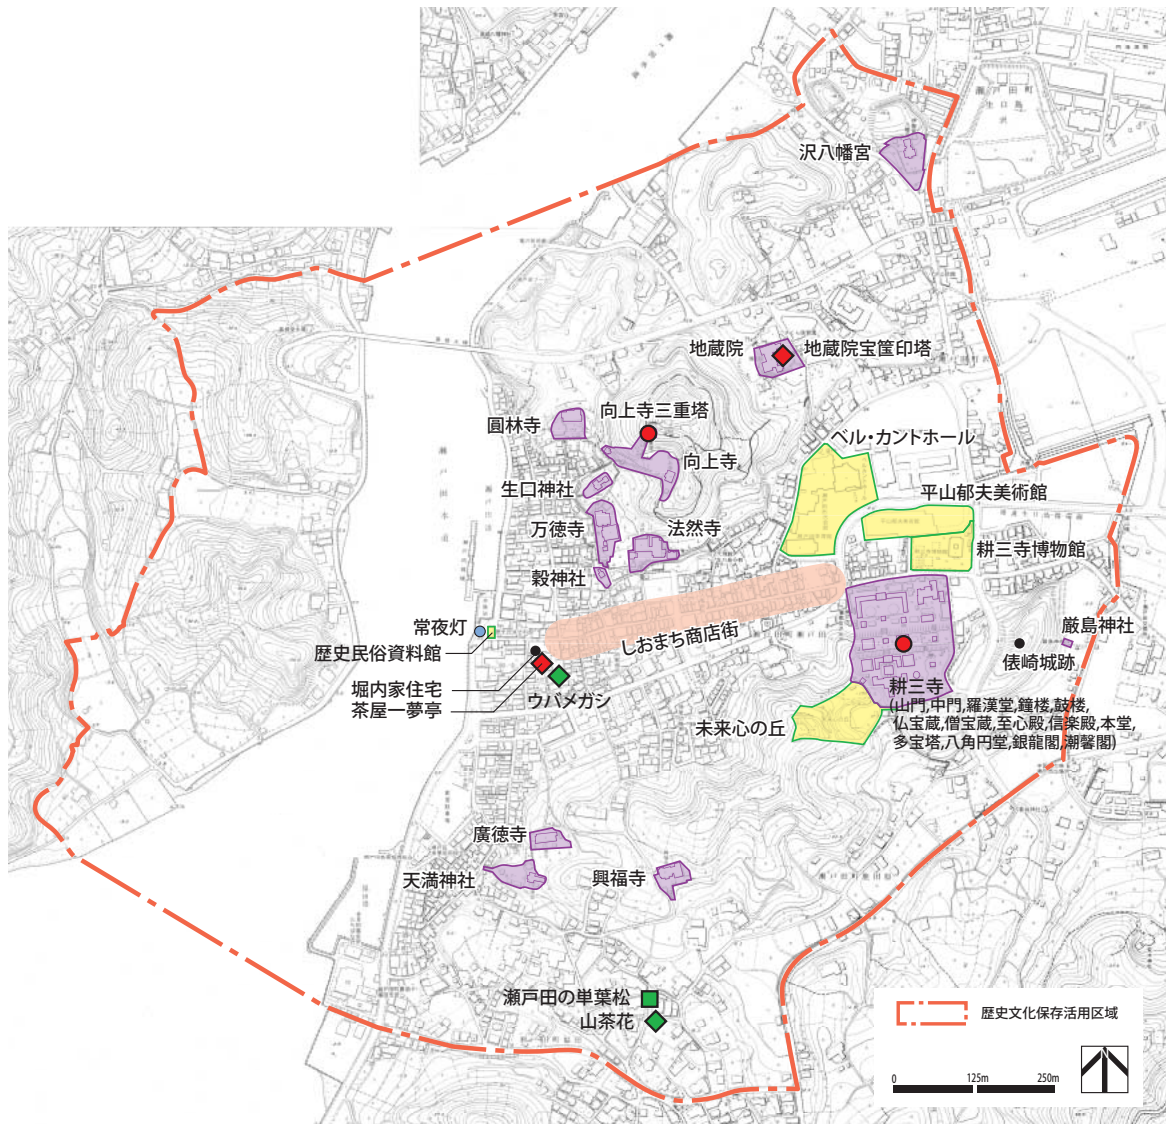 沢八幡宮
地蔵院
地蔵院宝篋印塔
向上寺三重塔
圓林寺
向上寺
ベル・カントホール
生口神社
平山郁夫美術館
万徳寺
法然寺
耕三寺博物館
穀神社
常夜灯
しおまち商店街
厳島神社
歴史民俗資料館
俵崎城跡
堀内家住宅
茶屋一夢亭
ウバメガシ
耕三寺
(山門,中門,羅漢堂,鐘楼,鼓楼,
仏宝蔵,僧宝蔵,至心殿,信楽殿,本堂,
多宝塔,八角円堂,銀龍閣,潮馨閣)
未来心の丘
廣徳寺
天満神社
興福寺
瀬戸田の単葉松
山茶花
歴史文化保存活用区域
0 125m 250m